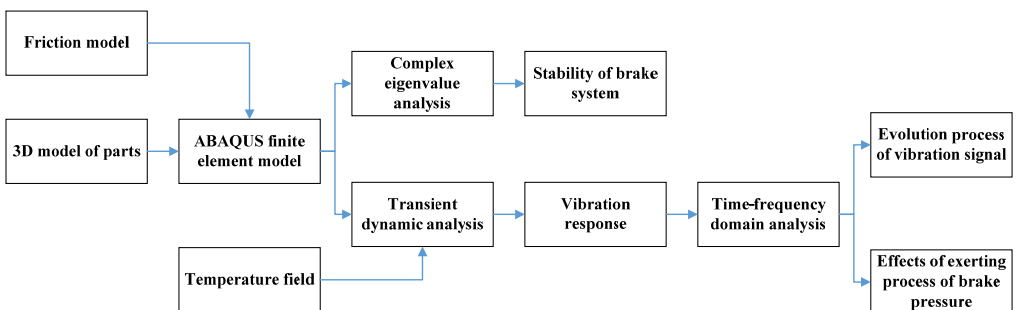 Friction model
3D model of parts
ABAQUS finite
element model
Complex
eigenvalue
analysis
Stability of brake
system
Transient
dynamic analysis
Temperature field
Vibration
response
Time-frequency
domain analysis
Evolution process
of vibration signal
Effects of exerting
process of brake
pressure